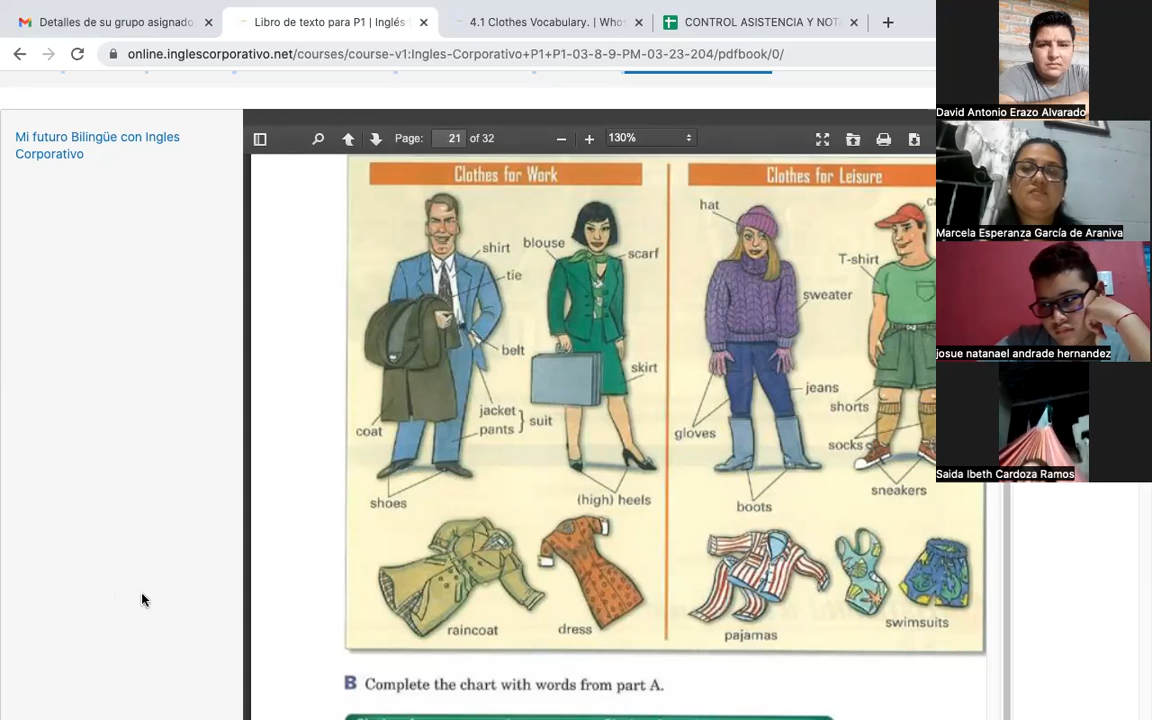 Detalles de su grupo asignado
Libro de texto para P1 | Inglés
4.1 Clothes Vocabulary. | Whos
CONTROL ASISTENCIA Y NOT
online.inglescorporativo.net/courses/course-v1:Ingles-Corporativo+P1+P1-03-8-9-PM-03-23-204/pdfbook/0/
Mi futuro Bilingüe con Ingles
Corporativo
Page: 21 of 32
130%
Clothes for Work
Clothes for Leisure
shirt
blouse
scarf
tie
belt
skirt
jacket
pants
suit
coat
shoes
(high) heels
raincoat
dress
hat
T-shirt
sweater
jeans
shorts
gloves
socks
sneakers
boots
pajamas
swimsuits
B Complete the chart with words from part A.
David Antonio Erazo Alvarado
Marcela Esperanza García de Araniva
josue natanael andrade hernandez
Saida Ibeth Cardoza Ramos